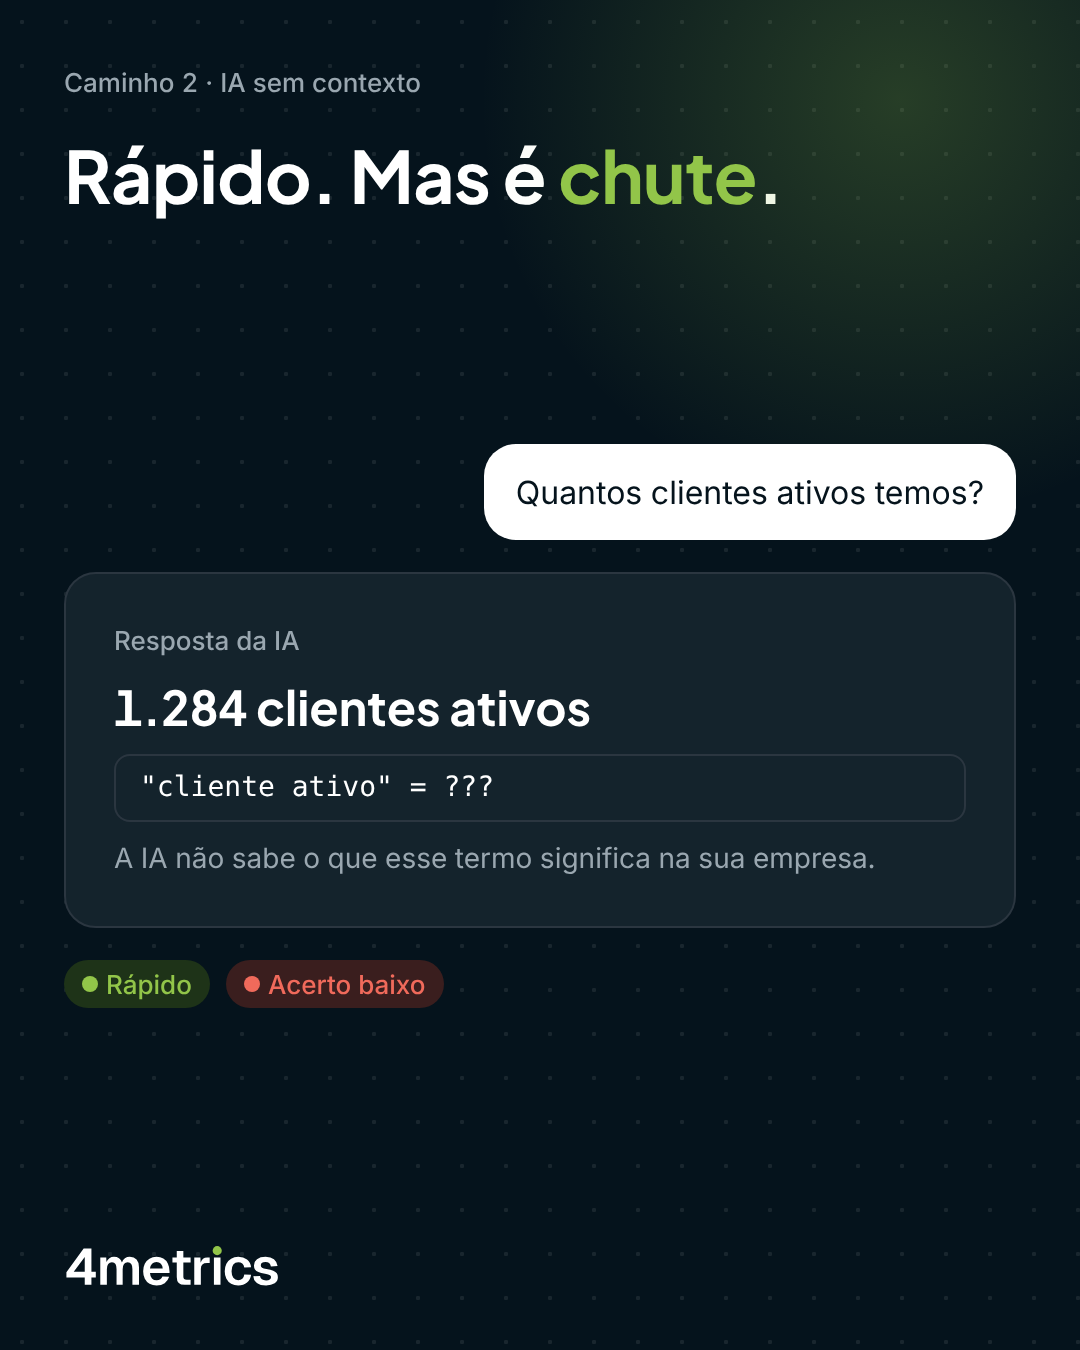 Caminho 2 · IA sem contexto
Rápido. Mas é chute.
Quantos clientes ativos temos?
Resposta da IA
1.284 clientes ativos
"cliente ativo" = ???
A IA não sabe o que esse termo significa na sua empresa.
Rápido
Acerto baixo
4metrics